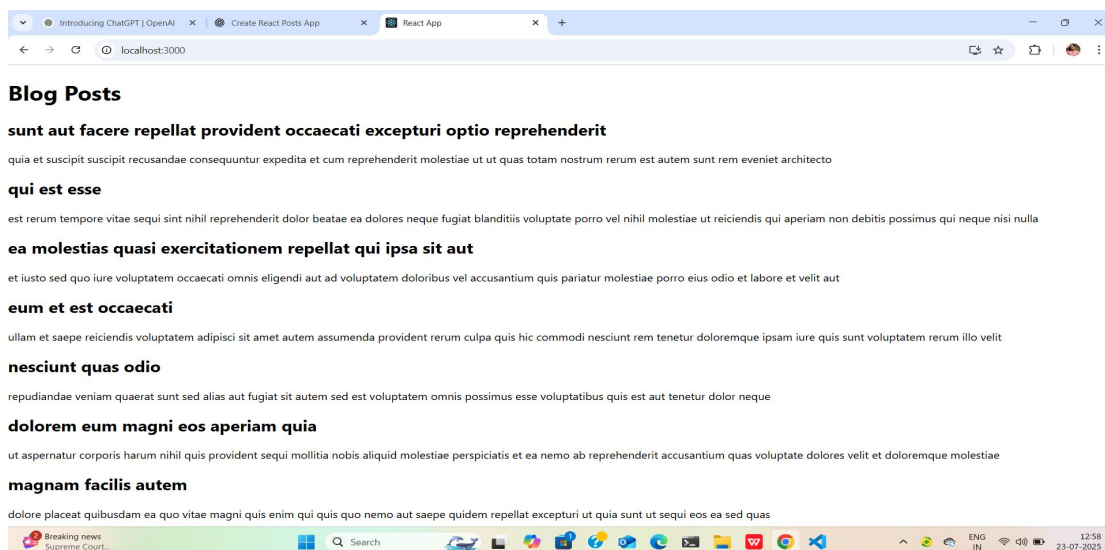 Introducing ChatGPT | OpenAI
Create React Posts App
React App
localhost:3000
Blog Posts
sunt aut facere repellat provident occaecati excepturi optio reprehenderit
quia et suscipit suscipit recusandae consequuntur expedita et cum reprehenderit molestiae ut ut quas totam nostrum rerum est autem sunt rem eveniet architecto
qui est esse
est rerum tempore vitae sequi sint nihil reprehenderit dolor beatae ea dolores neque fugiat blanditiis voluptate porro vel nihil molestiae ut reiciendis qui aperiam non debitis possimus qui neque nisi nulla
ea molestias quasi exercitationem repellat qui ipsa sit aut
et iusto sed quo iure voluptatem occaecati omnis eligendi aut ad voluptatem doloribus vel accusantium quis pariatur molestiae porro eius odio et labore et velit aut
eum et est occaecati
ullam et saepe reiciendis voluptatem adipisci sit amet autem assumenda provident rerum culpa quis hic commodi nesciunt rem tenetur doloremque ipsam iure quis sunt voluptatem rerum illo velit
nesciunt quas odio
repudiandae veniam quaerat sunt sed alias aut fugiat sit autem sed est voluptatem omnis possimus esse voluptatibus quis est aut tenetur dolor neque
dolorem eum magni eos aperiam quia
ut aspernatur corporis harum nihil quis provident sequi mollitia nobis aliquid molestiae perspiciatis et ea nemo ab reprehenderit accusantium quas voluptate dolores velit et doloremque molestiae
magnam facilis autem
dolore placeat quibusdam ea quo vitae magni quis enim qui quis quo nemo aut saepe quidem repellat excepturi ut quia sunt ut sequi eos ea sed quas
2
Breaking news
Supreme Court...
Search
ENG
IN
12:58
23-07-2025